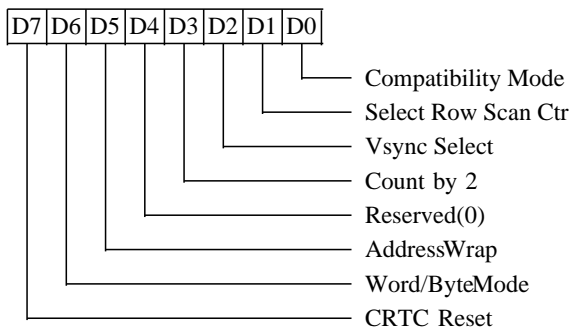 D7 D6 D5 D4 D3 D2 D1 D0
Compatibility Mode
Select Row Scan Ctr
Vsync Select
Count by 2
Reserved(0)
AddressWrap
Word/ByteMode
CRTC Reset